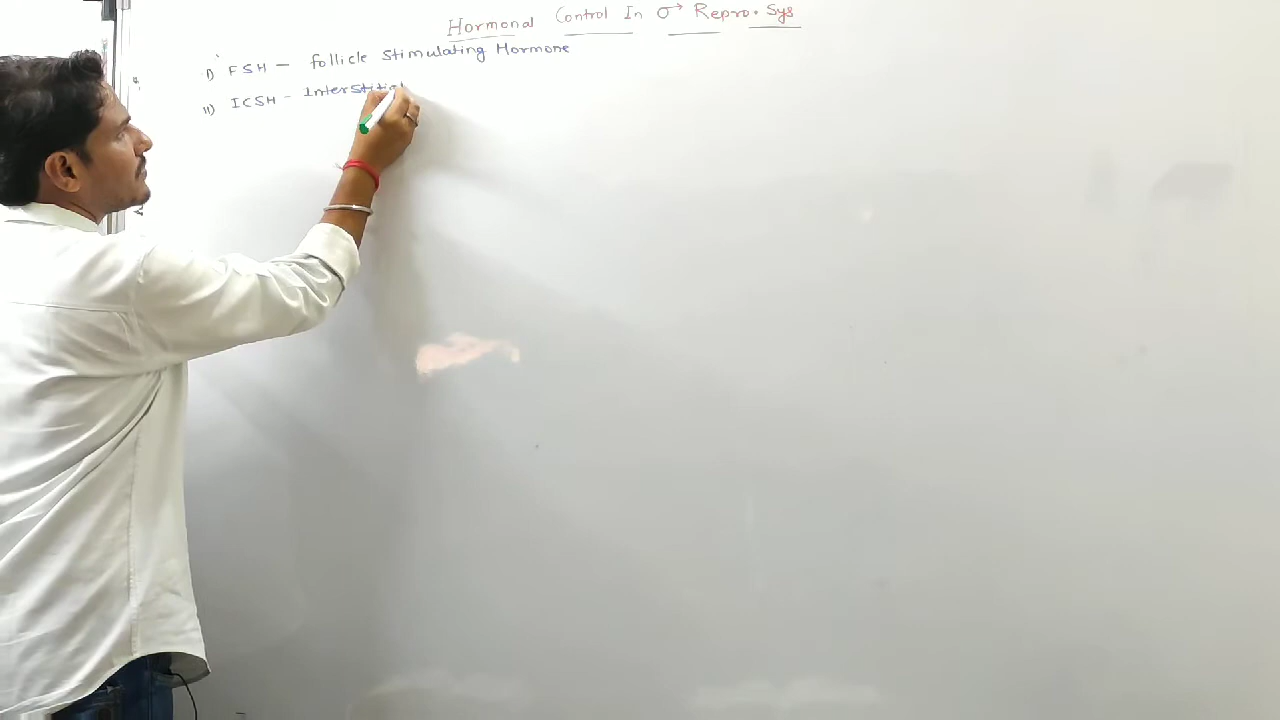 Hormonal Control In ♂ Repro. Sys
I) FSH - follicle stimulating Hormone
II) ICSH - Interstitial